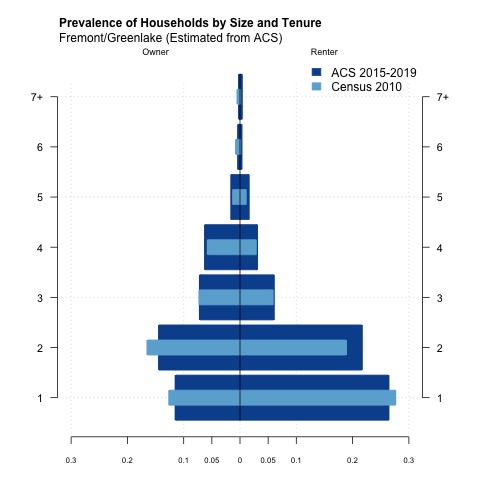 Prevalence of Households by Size and Tenure
Fremont/Greenlake (Estimated from ACS)
Owner Renter
ACS 2015-2019
Census 2010
7+ 7+
6 6
5 5
4 4
3 3
2 2
1 1
0.3 0.2 0.1 0.05 0 0.05 0.1 0.2 0.3